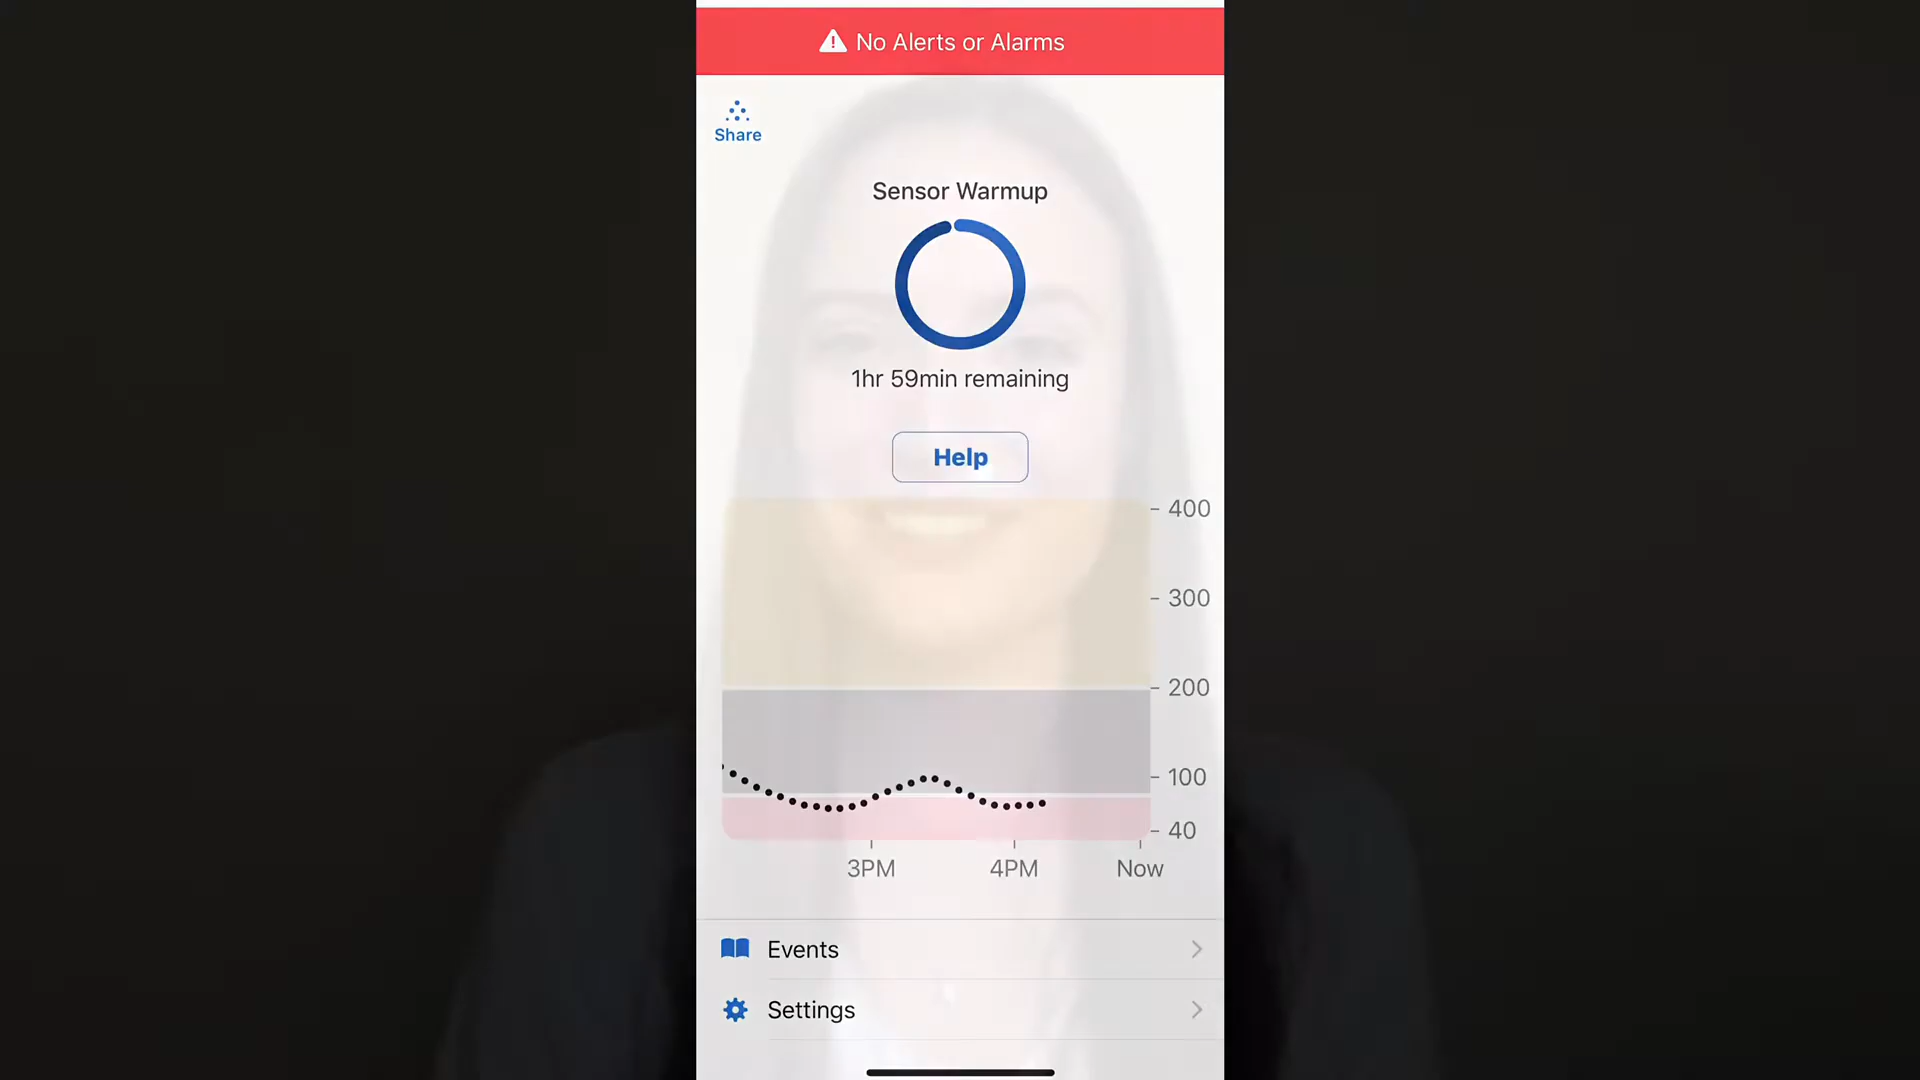 No Alerts or Alarms
Share
Sensor Warmup
1hr 59min remaining
Help
400
300
200
100
40
3PM 4PM Now
Events
Settings